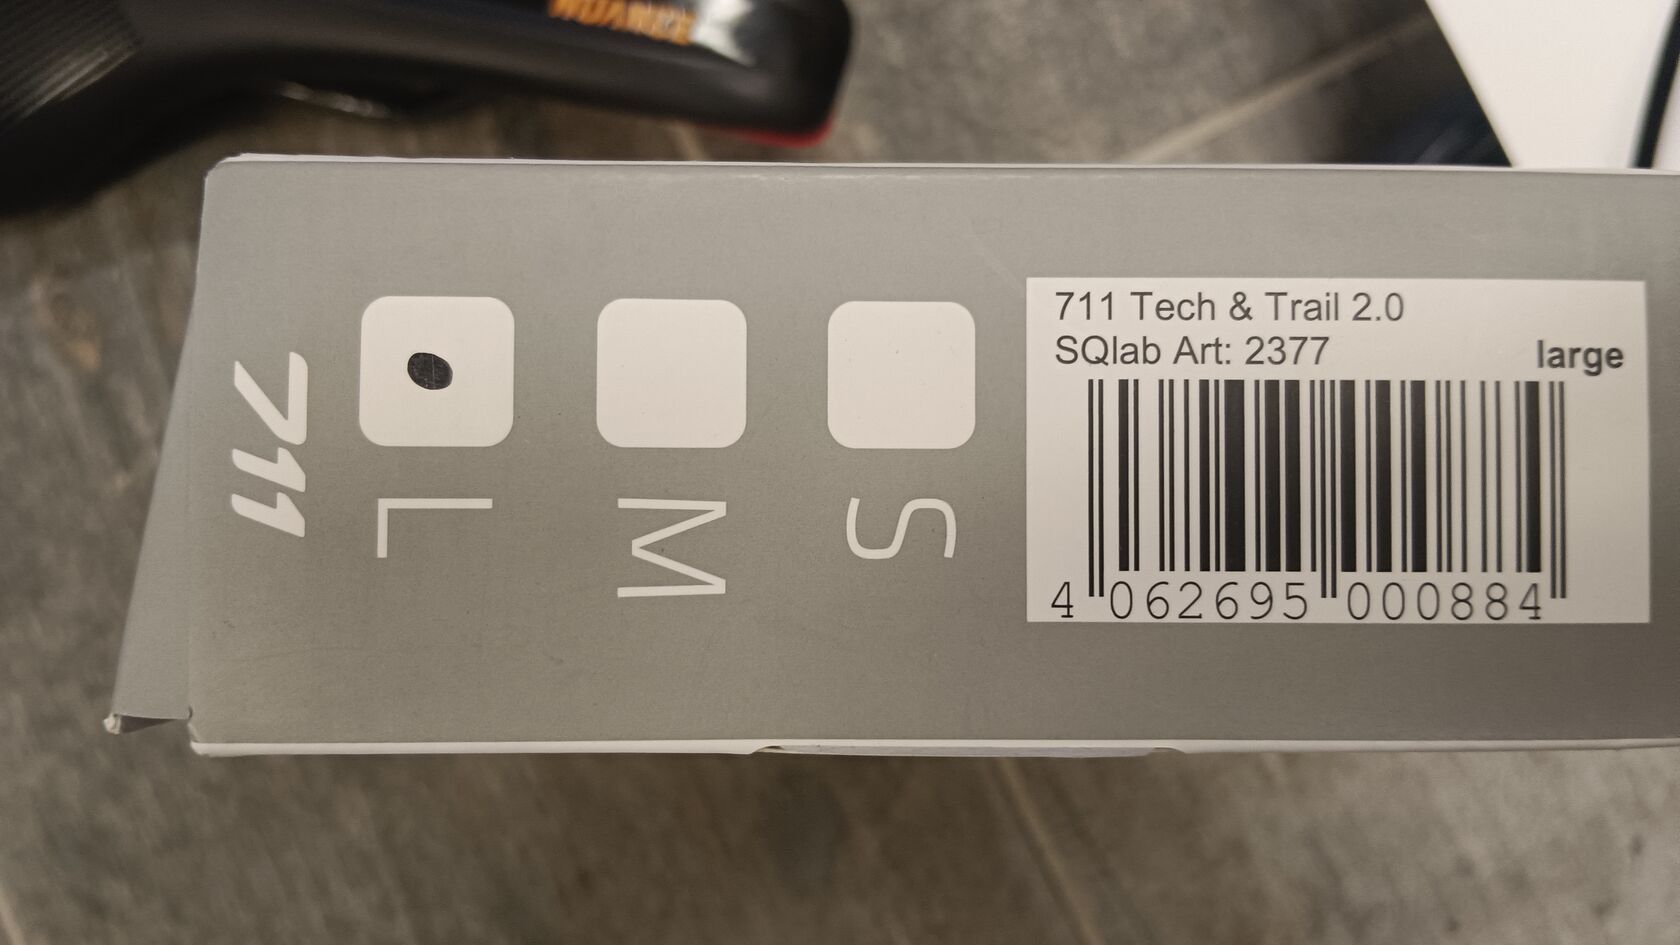 711
L
M
S
711 Tech & Trail 2.0
SQlab Art: 2377
large
4 062695 000884